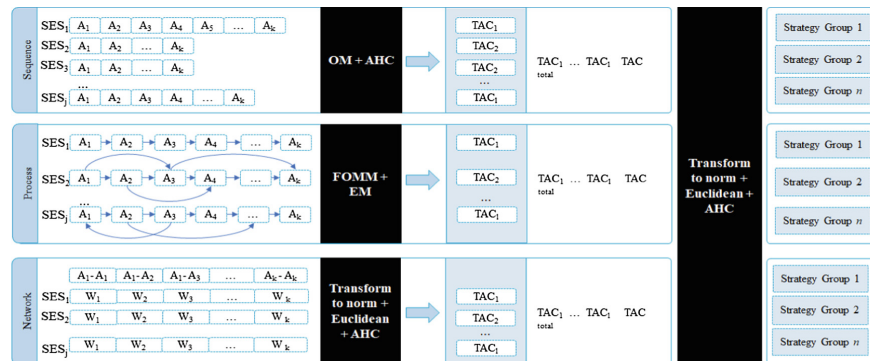 Sequence
SES1 A1 A2 A3 A4 A5 … Ak
SES2 A1 A2 … Ak
SES3 A1 A2 … Ak
...
SESj A1 A2 A3 A4 … Ak
OM + AHC
TAC1
TAC2
TAC2
...
TAC1
TAC1 … TAC1 TAC
total
Strategy Group 1
Strategy Group 2
Strategy Group n
Process
SES1 A1 A2 A3 A4 … Ak
SES2 A1 A2 A3 A4 … Ak
...
SESj A1 A2 A3 A4 … Ak
FOMM +
EM
TAC1
TAC2
...
TAC1
TAC1 … TAC1 TAC
total
Transform
to norm +
Euclidean +
AHC
Strategy Group 1
Strategy Group 2
Strategy Group n
Network
A1-A1 A1-A2 A1-A3 … Ak-Ak
SES1 W1 W2 W3 … Wk
SES2 W1 W2 W3 … Wk
SESj W1 W2 W3 … Wk
Transform
to norm +
Euclidean
+ AHC
TAC1
TAC2
...
TAC1
TAC1 … TAC1 TAC
total
Strategy Group 1
Strategy Group 2
Strategy Group n